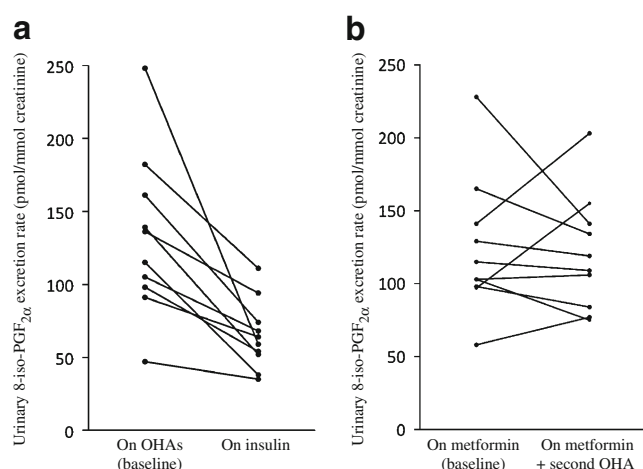 a
Urinary 8-iso-PGF2α excretion rate (pmol/mmol creatinine)
250
200
150
100
50
0
On OHAs
(baseline)
On insulin
b
Urinary 8-iso-PGF2α excretion rate (pmol/mmol creatinine)
250
200
150
100
50
0
On metformin
(baseline)
On metformin
+ second OHA